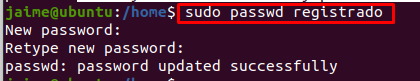 jaime@ubuntu:/home$ sudo passwd registrado
New password:
Retype new password:
passwd: password updated successfully